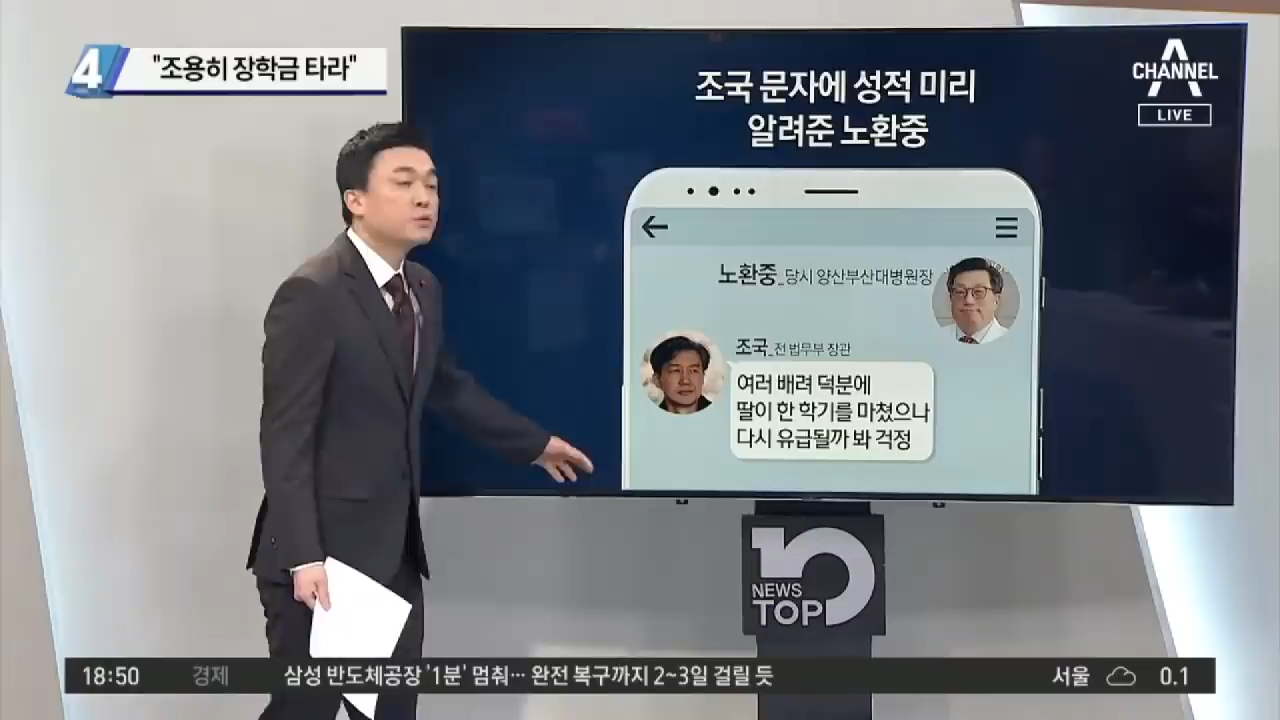 4 "조용히 장학금 타라"
CHANNEL A
LIVE
조국 문자에 성적 미리
알려준 노환중
노환중_당시 양산부산대병원장
조국_전 법무부 장관
여러 배려 덕분에
딸이 한 학기를 마쳤으나
다시 유급될까 봐 걱정
NEWS
TOP10
18:50 경제 삼성 반도체공장 '1분' 멈춰… 완전 복구까지 2~3일 걸릴 듯 서울 0.1